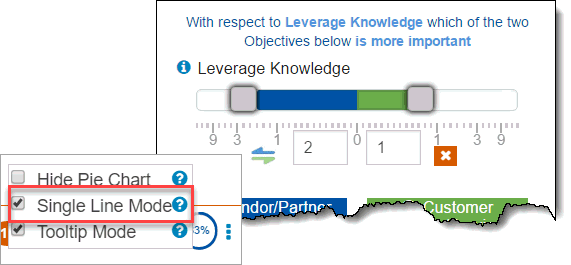 With respect to Leverage Knowledge which of the two
Objectives below is more important
Leverage Knowledge
9 3 1 0 1 3 9
2 1
Hide Pie Chart
Single Line Mode
Tooltip Mode
3%
ndor/Partner
Customer